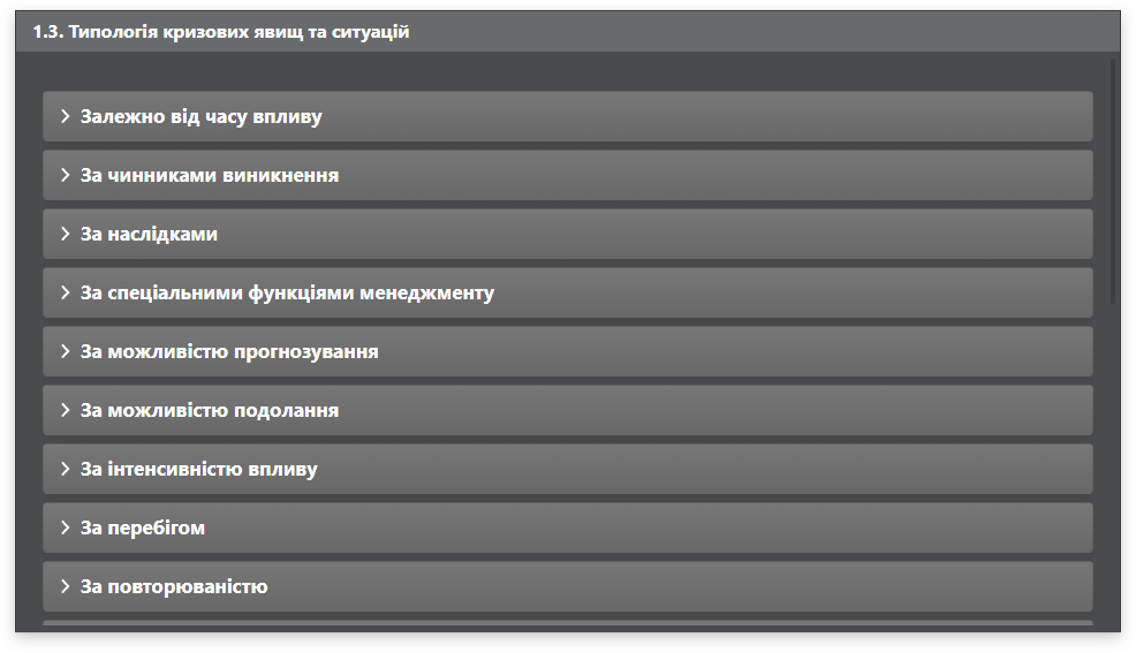 1.3. Типологія кризових явищ та ситуацій
Залежно від часу впливу
За чинниками виникнення
За наслідками
За спеціальними функціями менеджменту
За можливістю прогнозування
За можливістю подолання
За інтенсивністю впливу
За перебігом
За повторюваністю